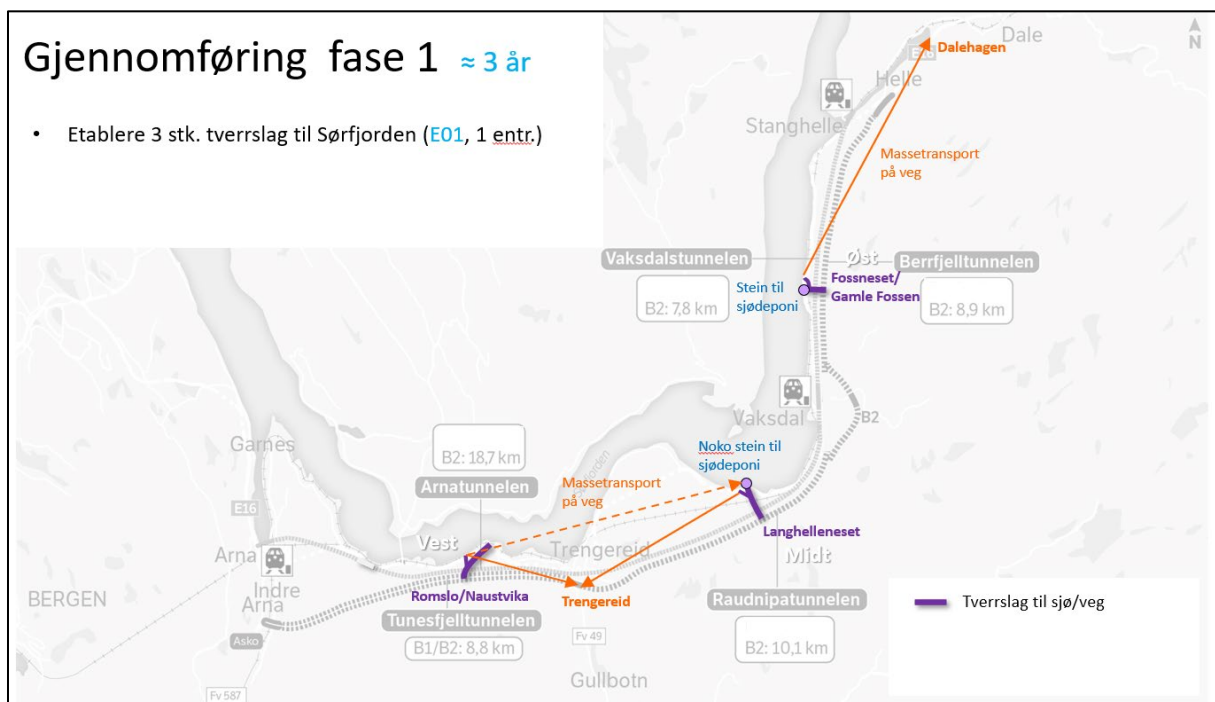 Gjennomføring fase 1 ≈ 3 år
• Etablere 3 stk. tverrslag til Sørfjorden (E01, 1 entr.)
N
Dale
Dalehagen
E16
Helle
Stanghelle
Massetransport
på veg
Vaksdalstunnelen
Øst
Berrfjelltunnelen
B2: 7,8 km
Stein til
sjødeponi
Fossneset/
Gamle Fossen
B2: 8,9 km
Vaksdal
B2
Garnes
B2: 18,7 km
Arnatunnelen
Noko stein til
sjødeponi
Massetransport
på veg
Sørfjorden
E16
Vest
Trengereid
Langhelleneset
Midt
Arna
Indre
Arna
BERGEN
Romslo/Naustvika
Trengereid
Raudnipatunnelen
Tunesfjelltunnelen
Asko
B1/B2: 8,8 km
Fv 49
B2: 10,1 km
Gullbotn
Fv 587
Tverrslag til sjø/veg